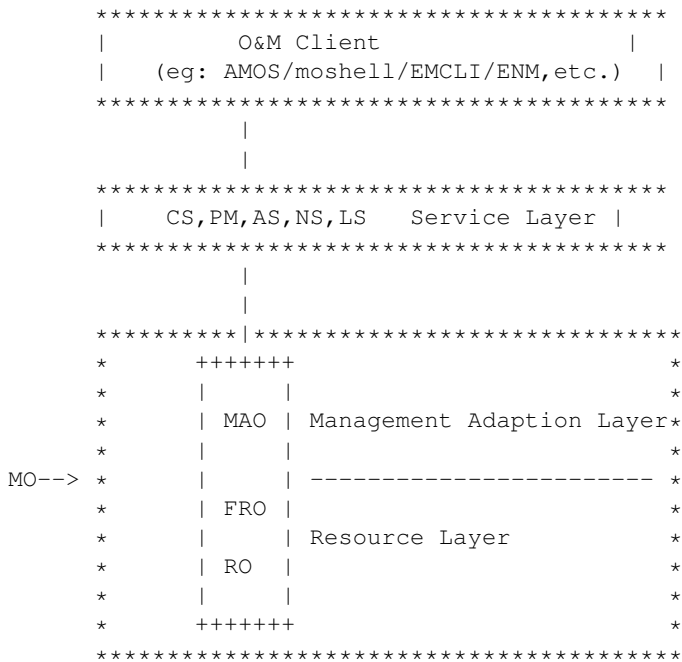 ****************************************
| O&M Client |
| (eg: AMOS/moshell/EMCLI/ENM,etc.) |
****************************************
|
|
****************************************
| CS,PM,AS,NS,LS Service Layer |
****************************************
|
|
**********|******************************
* +++++++ *
* | | *
* | MAO | Management Adaption Layer*
* | | *
MO--> * | | ------------------------ *
* | FRO | *
* | | Resource Layer *
* | RO | *
* | | *
* +++++++ *
*****************************************